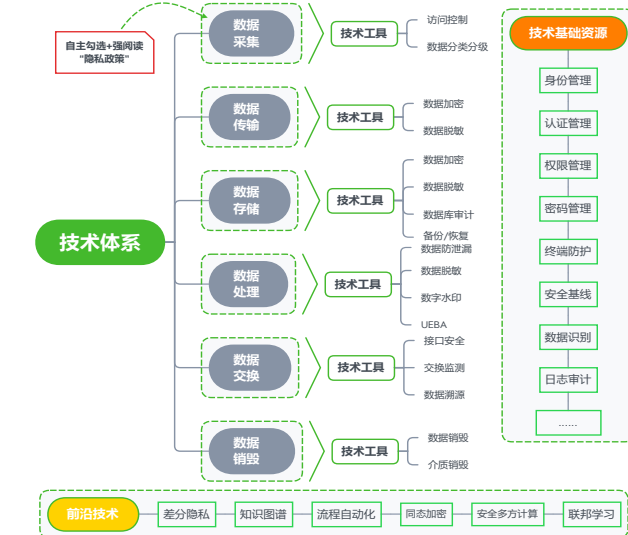 自主勾选+强阅读
“隐私政策”
技术体系
数据
采集
技术工具
访问控制
数据分类分级
数据
传输
技术工具
数据加密
数据脱敏
数据
存储
技术工具
数据加密
数据脱敏
数据库审计
备份/恢复
数据
处理
技术工具
数据防泄漏
数据脱敏
数字水印
UEBA
数据
交换
技术工具
接口安全
交换监测
数据溯源
数据
销毁
技术工具
数据销毁
介质销毁
技术基础资源
身份管理
认证管理
权限管理
密码管理
终端防护
安全基线
数据识别
日志审计
......
前沿技术
差分隐私
知识图谱
流程自动化
同态加密
安全多方计算
联邦学习